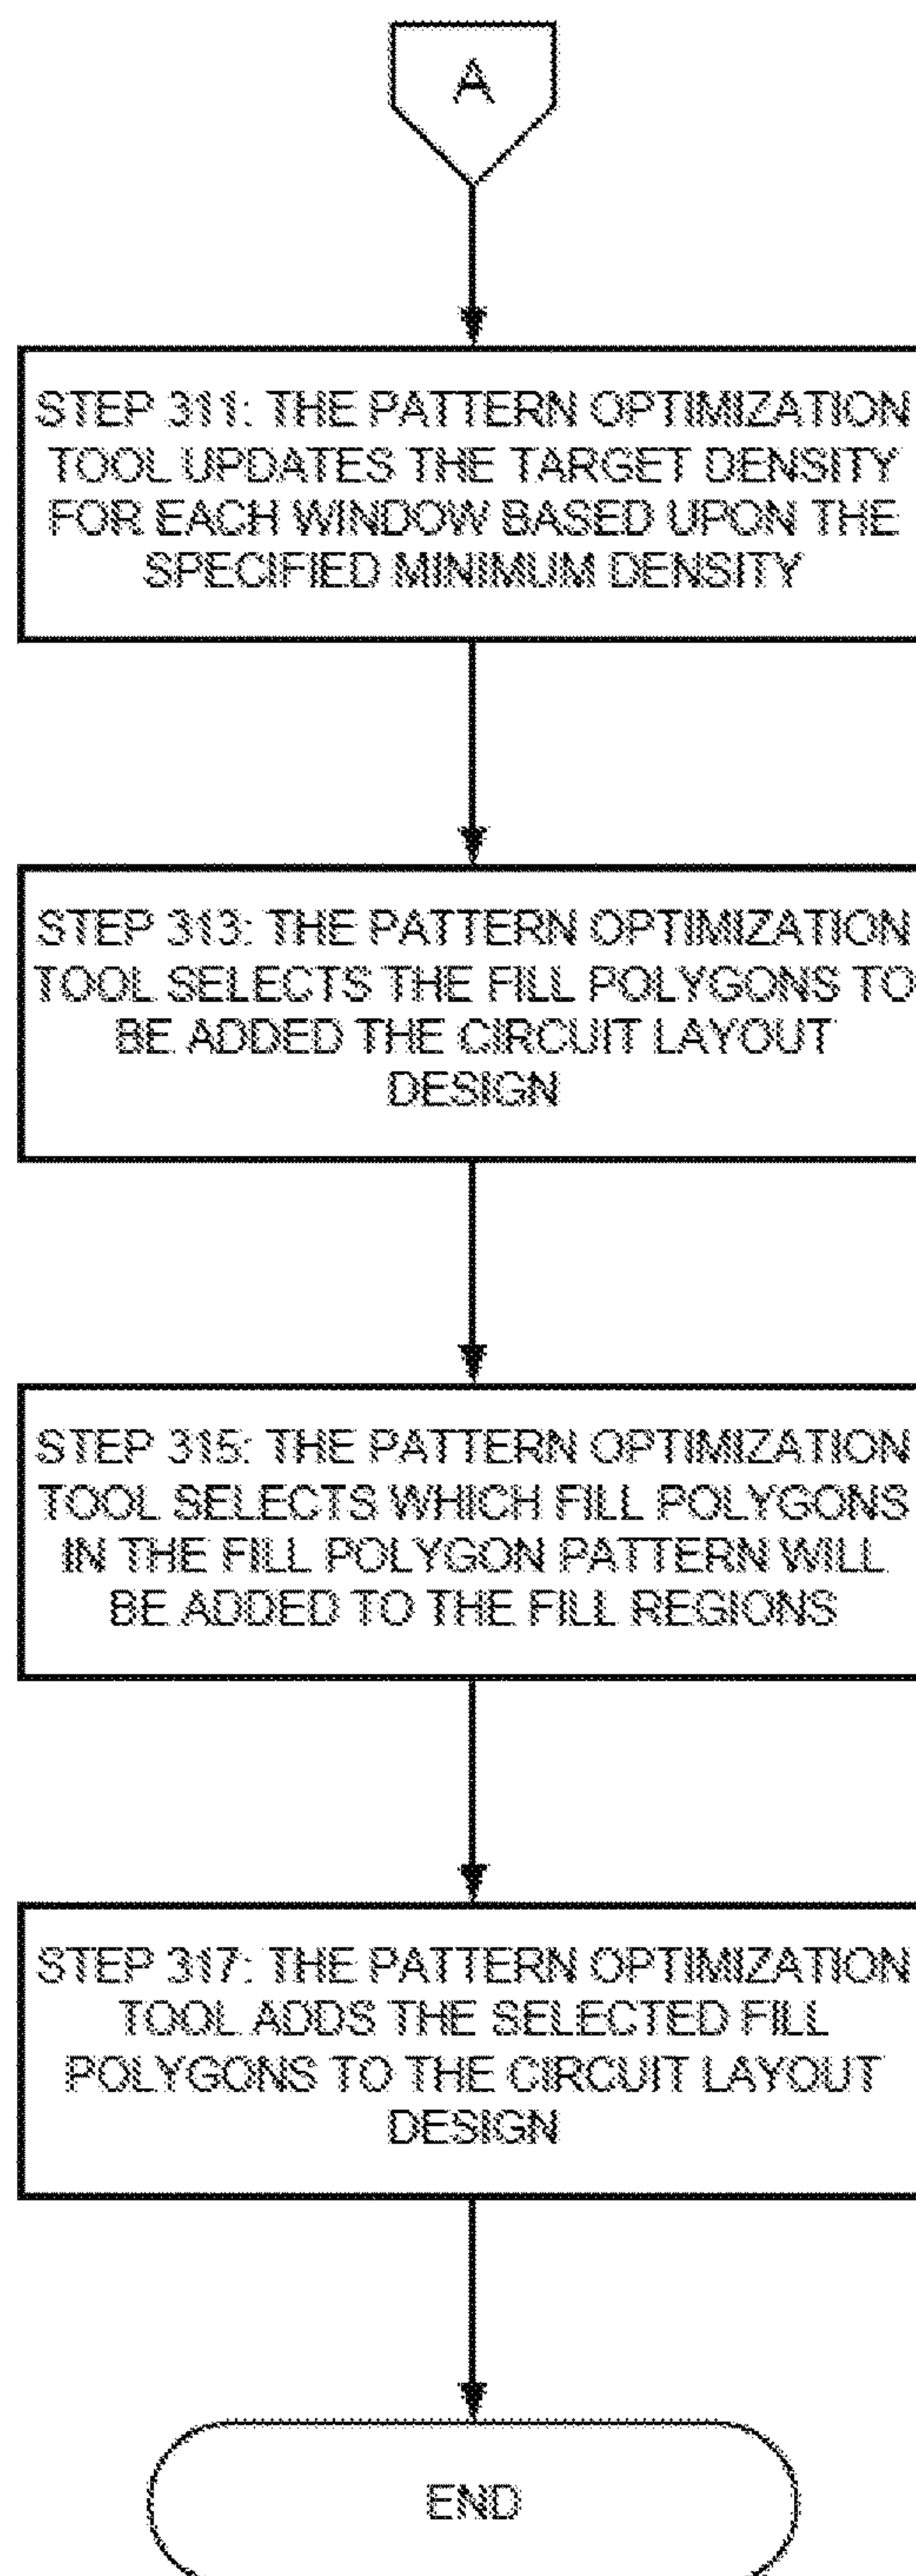 A
STEP 311: THE PATTERN OPTIMIZATION
TOOL UPDATES THE TARGET DENSITY
FOR EACH WINDOW BASED UPON THE
SPECIFIED MINIMUM DENSITY
STEP 313: THE PATTERN OPTIMIZATION
TOOL SELECTS THE FILL POLYGONS TO
BE ADDED THE CIRCUIT LAYOUT
DESIGN
STEP 315: THE PATTERN OPTIMIZATION
TOOL SELECTS WHICH FILL POLYGONS
IN THE FILL POLYGON PATTERN WILL
BE ADDED TO THE FILL REGIONS
STEP 317: THE PATTERN OPTIMIZATION
TOOL ADDS THE SELECTED FILL
POLYGONS TO THE CIRCUIT LAYOUT
DESIGN
END